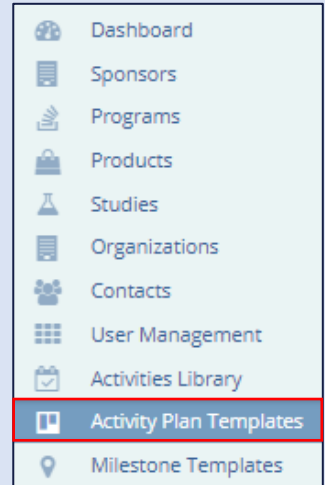 Dashboard
Sponsors
Programs
Products
Studies
Organizations
Contacts
User Management
Activities Library
Activity Plan Templates
Milestone Templates